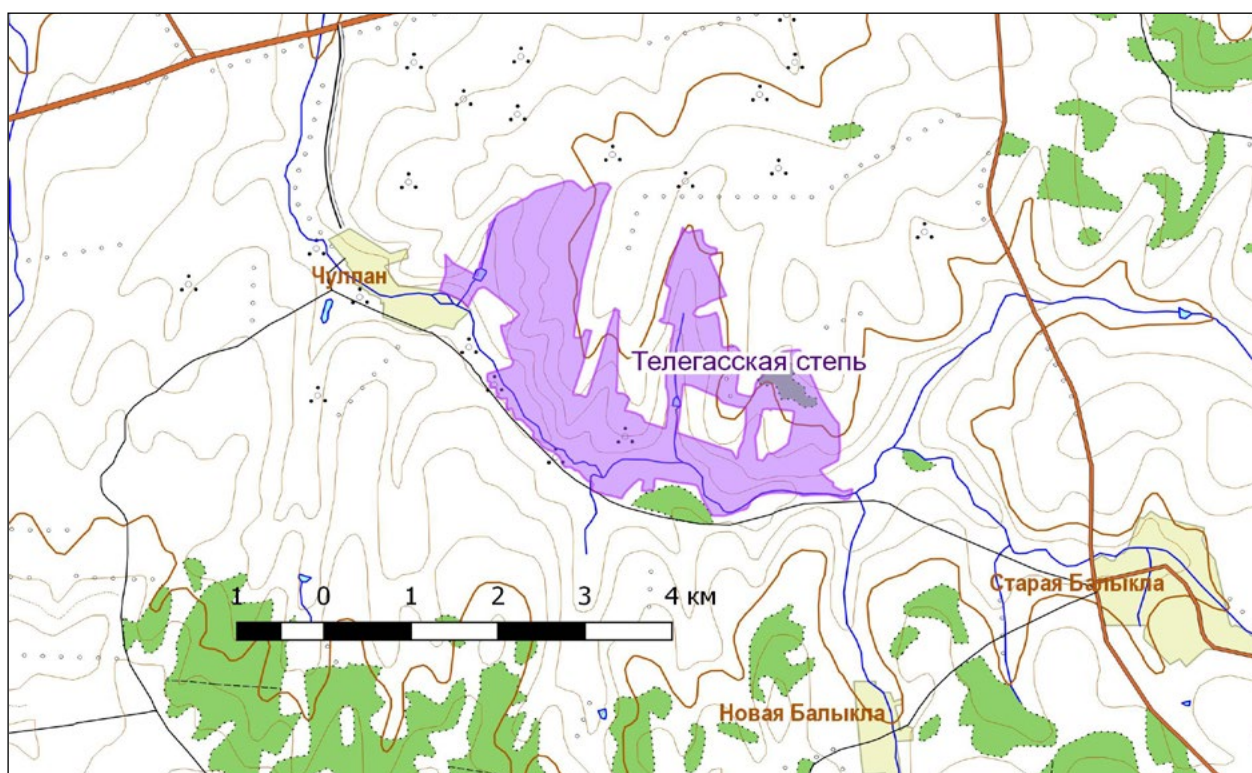 Чулпан
Телегасская степь
Старая Балыкла
1 0 1 2 3 4 км
Новая Балыкла